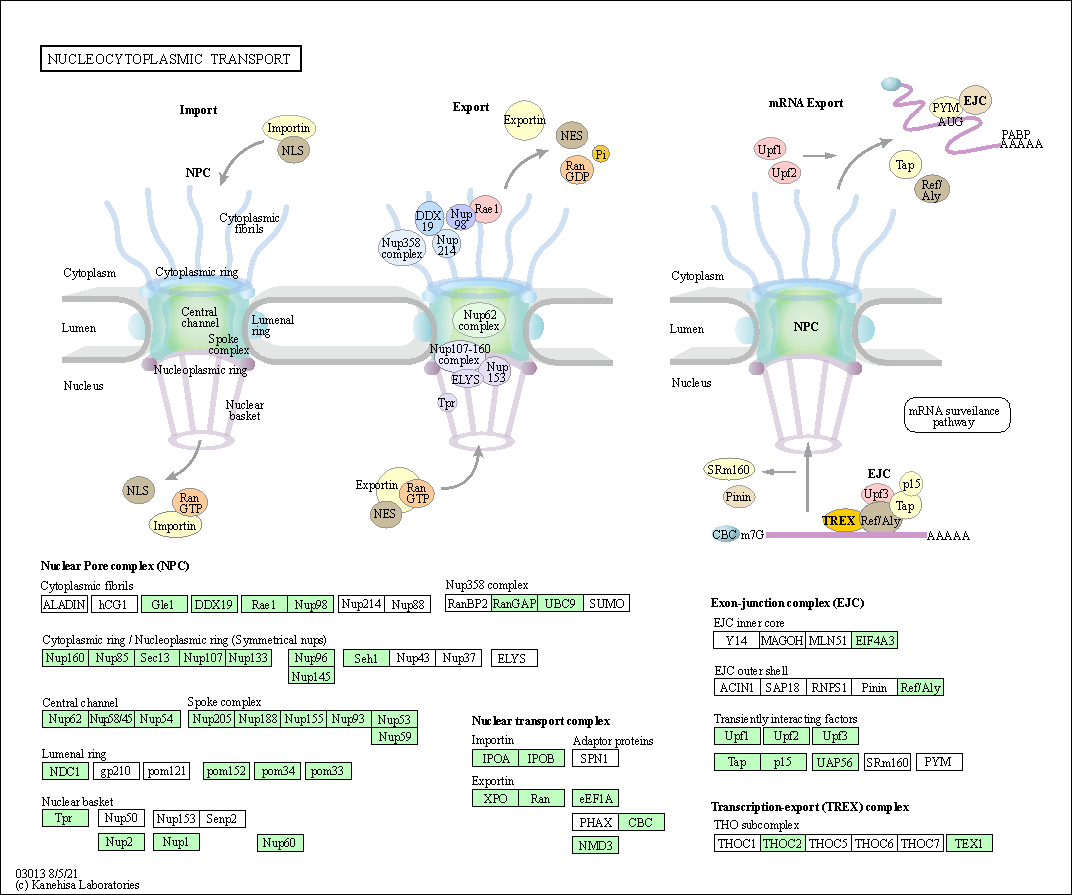 NUCLEOCYTOPLASMIC TRANSPORT
Import
Importin
NLS
NPC
Cytoplasmic
fibrils
Cytoplasm
Cytoplasmic ring
Central
channel
Lumenal
ring
Lumen
Spoke
complex
Nucleoplasmic ring
Nucleus
Nuclear
basket
NLS
Ran
GTP
Importin
Export
Exportin
NES
Pi
Ran
GDP
DDX
19
Nup
98
Rae1
Nup358
complex
Nup
214
Nup62
complex
Nup107-160
complex
Nup
153
ELYS
Tpr
Exportin
Ran
GTP
NES
mRNA Export
PYM
EJC
AUG
PABP
AAAAA
Upf1
Upf2
Tap
Ref/
Aly
Cytoplasm
Lumen
NPC
Nucleus
mRNA surveilance
pathway
SRm160
Pinin
EJC
Upf3
p15
Tap
TREX
Ref/Aly
CBC
m7G
AAAAA
Nuclear Pore complex (NPC)
Cytoplasmic fibrils
ALADIN hCG1 Gle1 DDX19 Rae1 Nup98 Nup214 Nup88
Nup358 complex
RanBP2 RanGAP UBC9 SUMO
Cytoplasmic ring / Nucleoplasmic ring (Symmetrical nups)
Nup160 Nup85 Sec13 Nup107 Nup133 Nup96 Seh1 Nup43 Nup37 ELYS
Nup145
Central channel
Nup62 Nup58/45 Nup54
Spoke complex
Nup205 Nup188 Nup155 Nup93 Nup53
Nup59
Lumenal ring
NDC1 gp210 pom121 pom152 pom34 pom33
Nuclear basket
Tpr Nup50 Nup153 Senp2
Nup2 Nup1 Nup60
Nuclear transport complex
Importin
IPOA IPOB
Adaptor proteins
SPN1
Exportin
XPO Ran eEF1A
PHAX CBC
NMD3
Exon-junction complex (EJC)
EJC inner core
Y14 MAGOH MLN51 EIF4A3
EJC outer shell
ACIN1 SAP18 RNPS1 Pinin Ref/Aly
Transiently interacting factors
Upf1 Upf2 Upf3
Tap p15 UAP56 SRm160 PYM
Transcription-export (TREX) complex
THO subcomplex
THOC1 THOC2 THOC5 THOC6 THOC7 TEX1
03013 8/5/21
(c) Kanehisa Laboratories